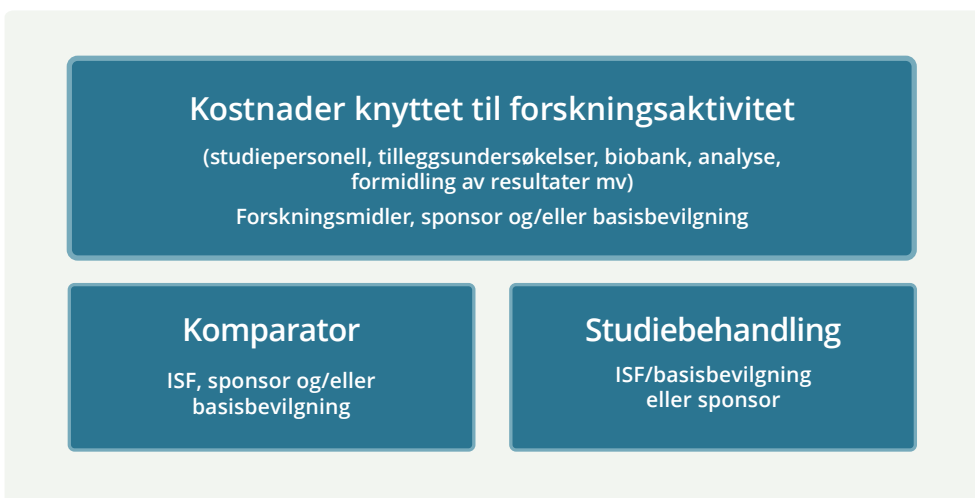 Kostnader knyttet til forskningsaktivitet
(studiepersonell, tilleggsundersøkelser, biobank, analyse,
formidling av resultater mv)
Forskningsmidler, sponsor og/eller basisbevilgning
Komparator
ISF, sponsor og/eller
basisbevilgning
Studiebehandling
ISF/basisbevilgning
eller sponsor